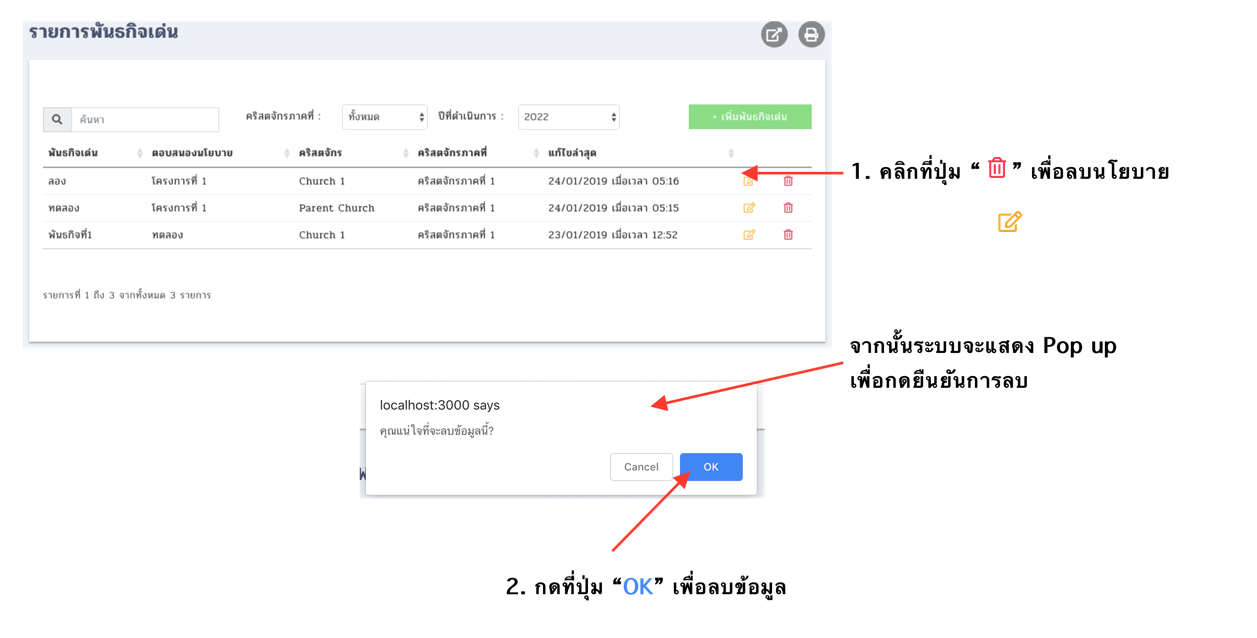 รายการพันธกิจเด่น
ค้นหา
คริสตจักรภาคที่ :
ทั้งหมด
ปีที่ดำเนินการ :
2022
+ เพิ่มพันธกิจเด่น
พันธกิจเด่น ตอบสนองนโยบาย คริสตจักร คริสตจักรภาคที่ แก้ไขล่าสุด
ลอง โครงการที่ 1 Church 1 คริสตจักรภาคที่ 1 24/01/2019 เมื่อเวลา 05:16
ทดลอง โครงการที่ 1 Parent Church คริสตจักรภาคที่ 1 24/01/2019 เมื่อเวลา 05:15
พันธกิจที่1 ทดลอง Church 1 คริสตจักรภาคที่ 1 23/01/2019 เมื่อเวลา 12:52
รายการที่ 1 ถึง 3 จากทั้งหมด 3 รายการ
1. คลิกที่ปุ่ม “ ” เพื่อลบนโยบาย
จากนั้นระบบจะแสดง Pop up
เพื่อกดยืนยันการลบ
localhost:3000 says
คุณแน่ใจที่จะลบข้อมูลนี้?
Cancel
OK
2. กดที่ปุ่ม “OK” เพื่อลบข้อมูล